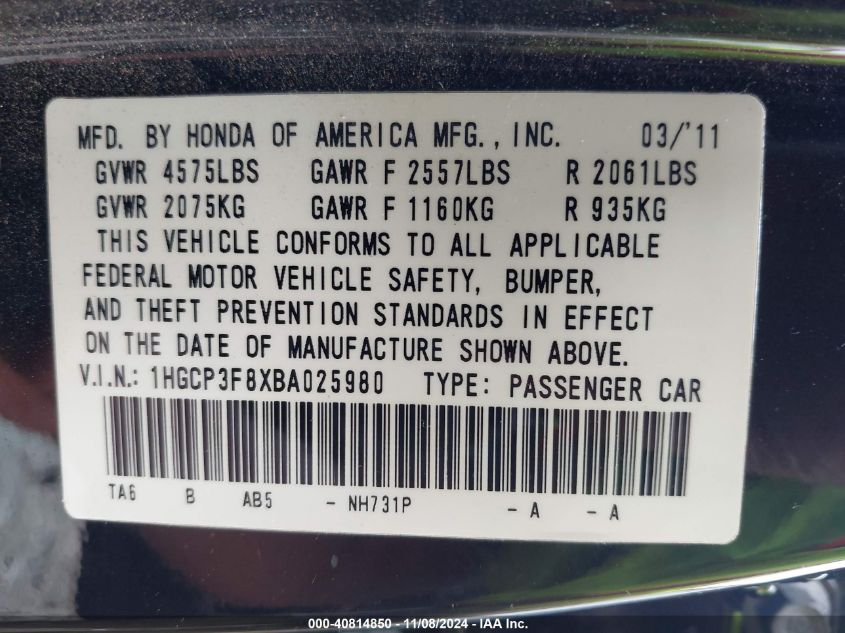 MFD. BY HONDA OF AMERICA MFG., INC. 03/'11
GVWR 4575LBS GAWR F 2557LBS R 2061LBS
GVWR 2075KG GAWR F 1160KG R 935KG
THIS VEHICLE CONFORMS TO ALL APPLICABLE
FEDERAL MOTOR VEHICLE SAFETY, BUMPER,
AND THEFT PREVENTION STANDARDS IN EFFECT
ON THE DATE OF MANUFACTURE SHOWN ABOVE.
V.I.N.: 1HGCP3F8XBA025980 TYPE: PASSENGER CAR
TA6 B AB5 - NH731P - A - A
000-40814850 - 11/08/2024 - IAA Inc.